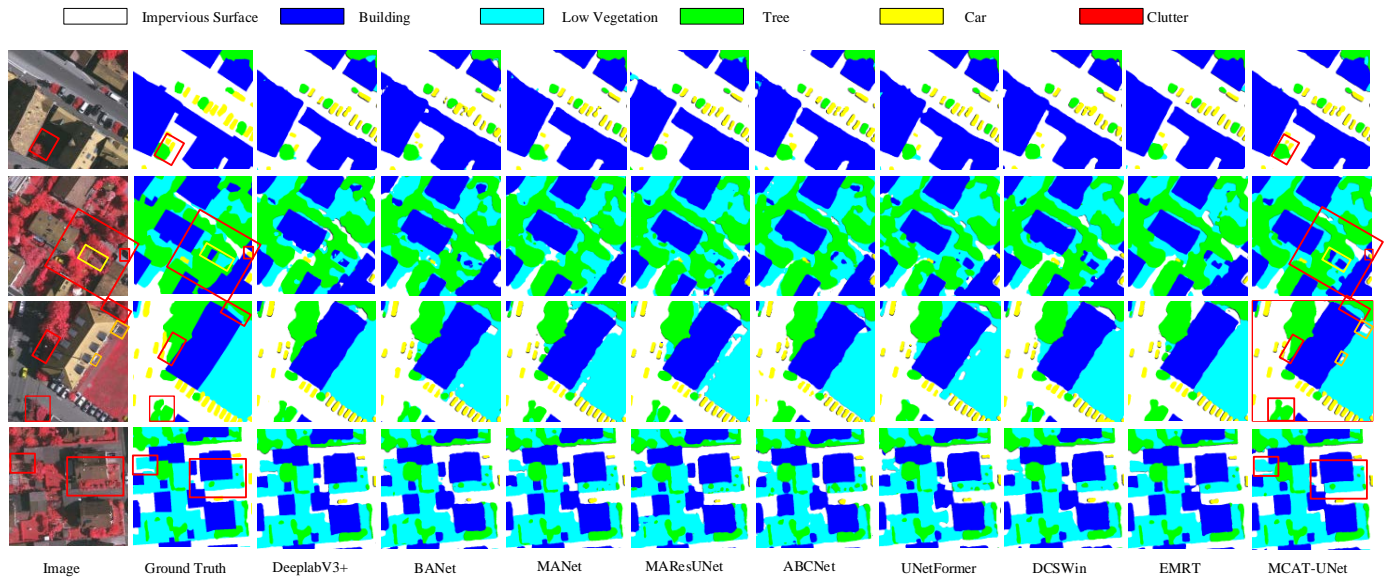 Impervious Surface Building Low Vegetation Tree Car Clutter
Image Ground Truth DeeplabV3+ BANet MANet MAResUNet ABCNet UNetFormer DCSWin EMRT MCAT-UNet